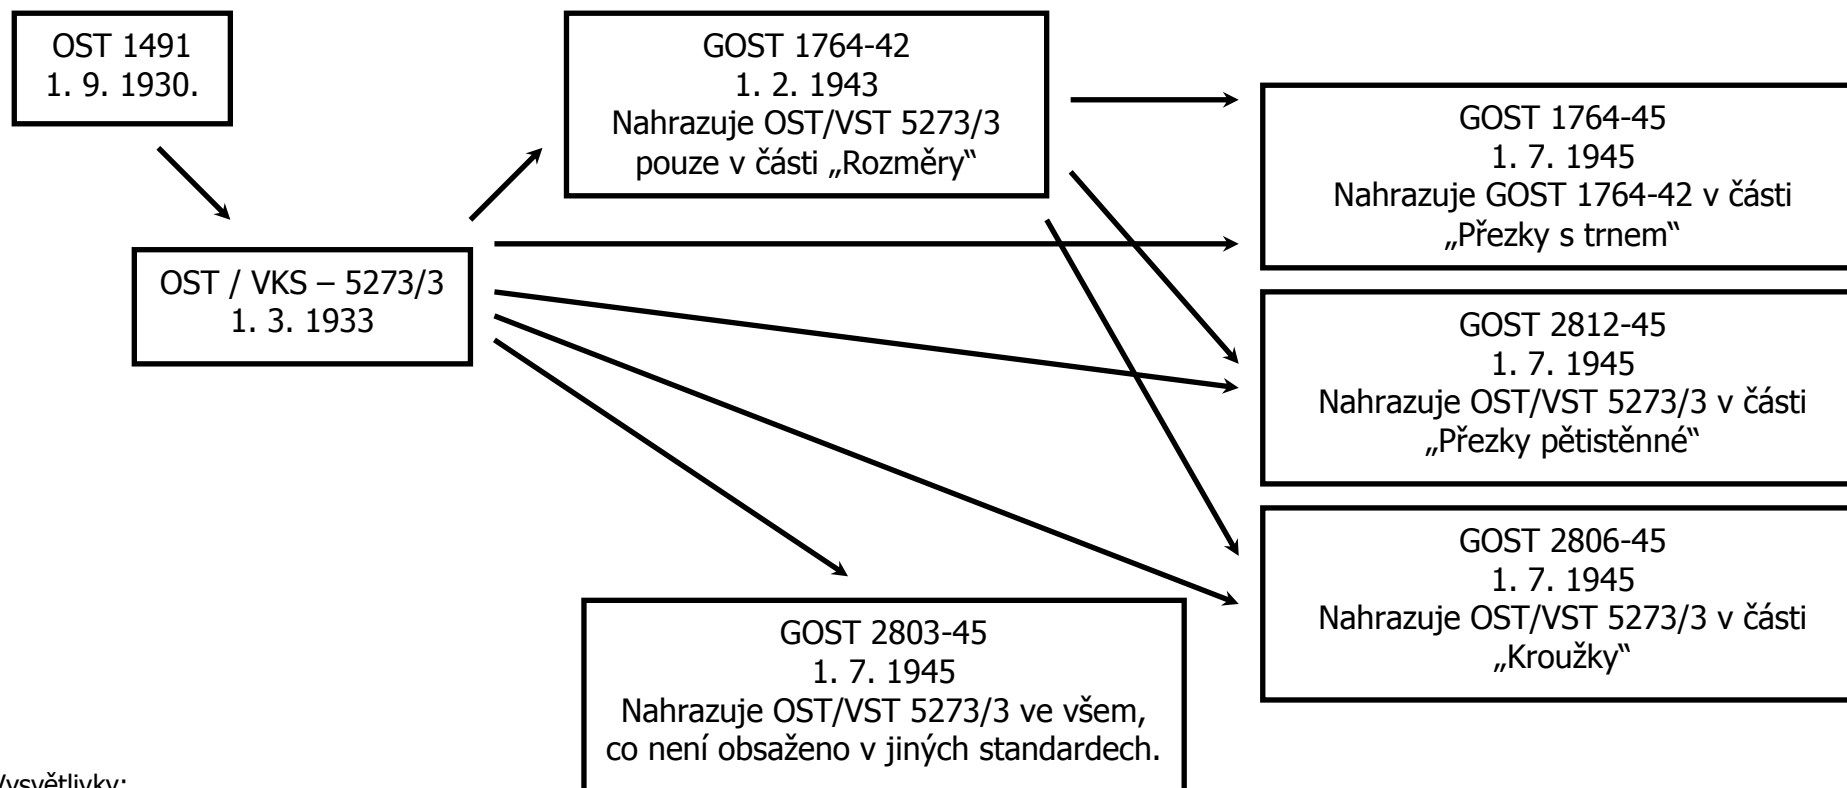 OST 1491
1. 9. 1930.
GOST 1764-42
1. 2. 1943
Nahrazuje OST/VST 5273/3
pouze v části „Rozměry“
GOST 1764-45
1. 7. 1945
Nahrazuje GOST 1764-42 v části
„Přezky s trnem“
OST / VKS – 5273/3
1. 3. 1933
GOST 2812-45
1. 7. 1945
Nahrazuje OST/VST 5273/3 v části
„Přezky pětistěnné“
GOST 2806-45
1. 7. 1945
Nahrazuje OST/VST 5273/3 v části
„Kroužky“
GOST 2803-45
1. 7. 1945
Nahrazuje OST/VST 5273/3 ve všem,
co není obsaženo v jiných standardech.
Vysvětlivky: